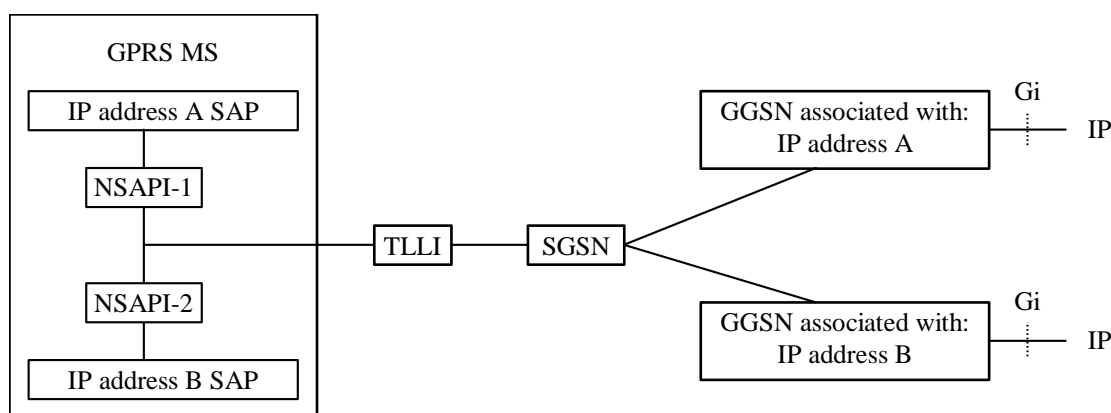 GPRS MS
IP address A SAP
NSAPI-1
NSAPI-2
IP address B SAP
TLLI
SGSN
GGSN associated with:
IP address A
Gi
IP
GGSN associated with:
IP address B
Gi
IP